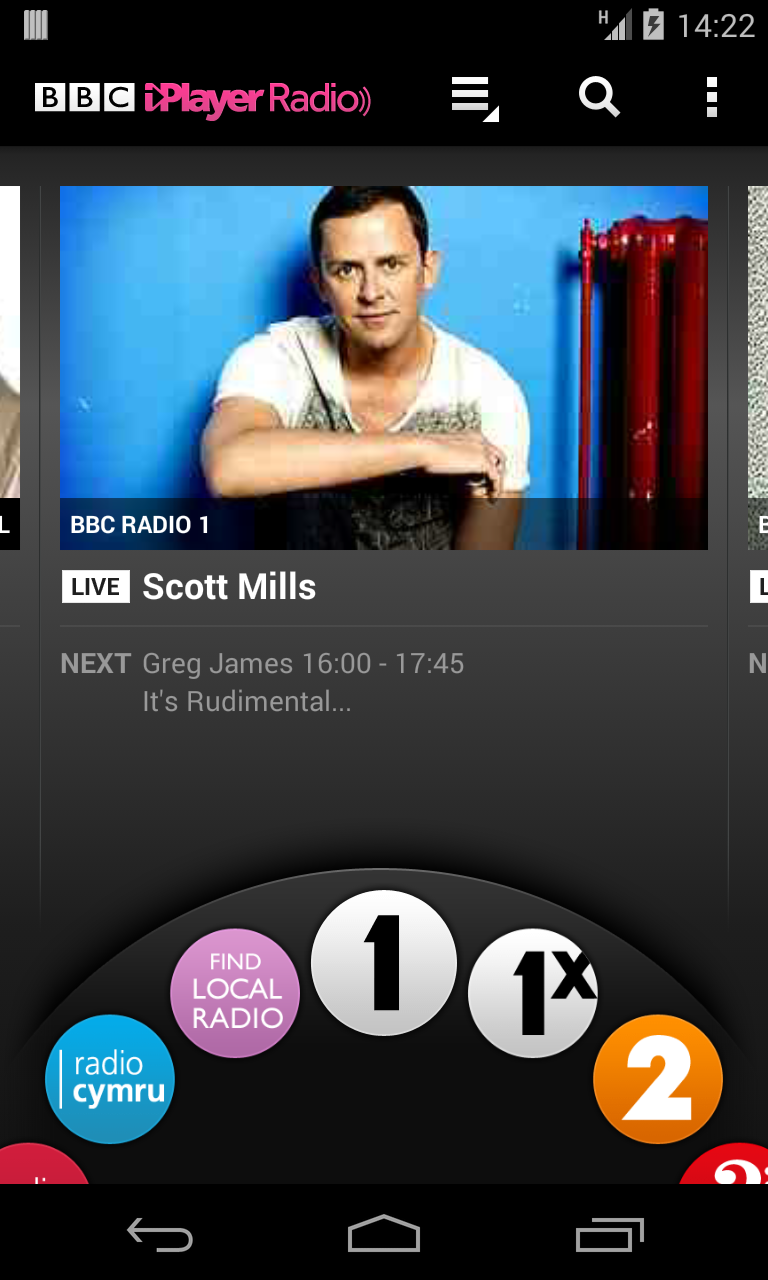 H 14:22
BBC iPlayer Radio
BBC RADIO 1
LIVE Scott Mills
NEXT Greg James 16:00 - 17:45
It's Rudimental...
1
FIND
LOCAL
RADIO
1X
radio
cymru
2